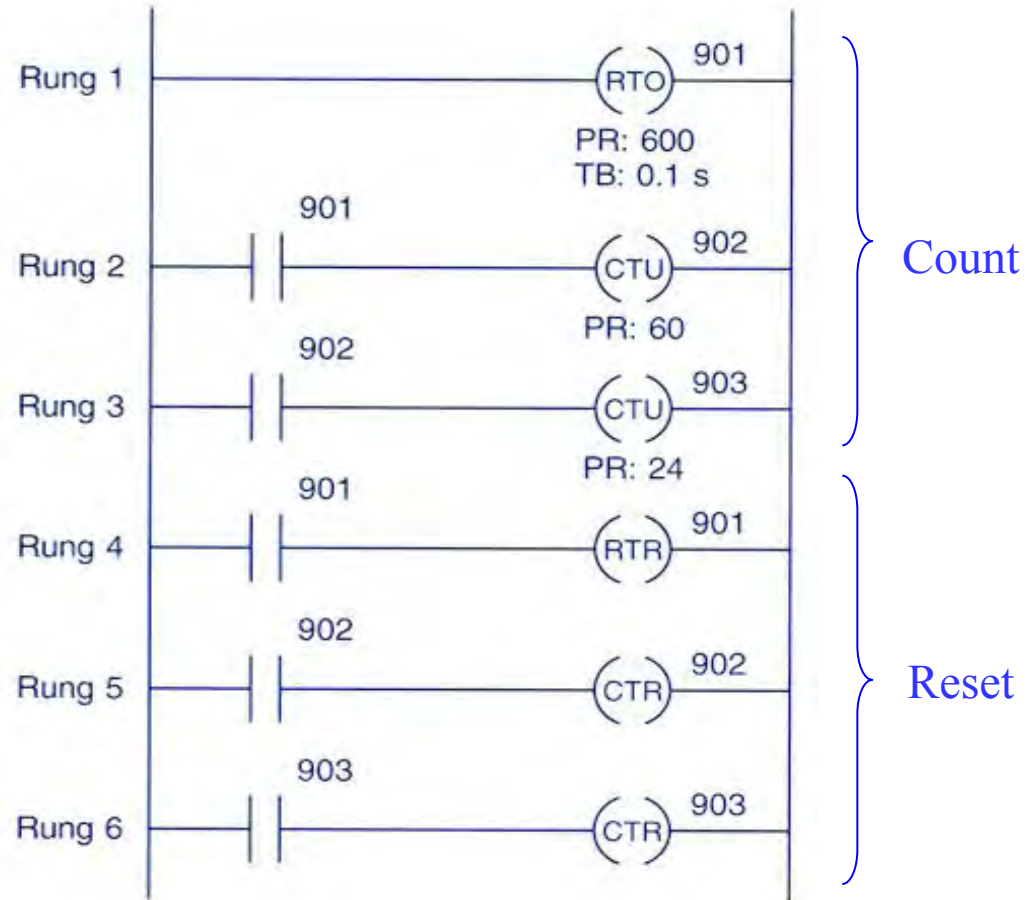 901
Rung 1
RTO
PR: 600
TB: 0.1 s
901
902
Rung 2
CTU
Count
PR: 60
902
903
Rung 3
CTU
PR: 24
901
901
Rung 4
RTR
902
902
Rung 5
CTR
Reset
903
903
Rung 6
CTR